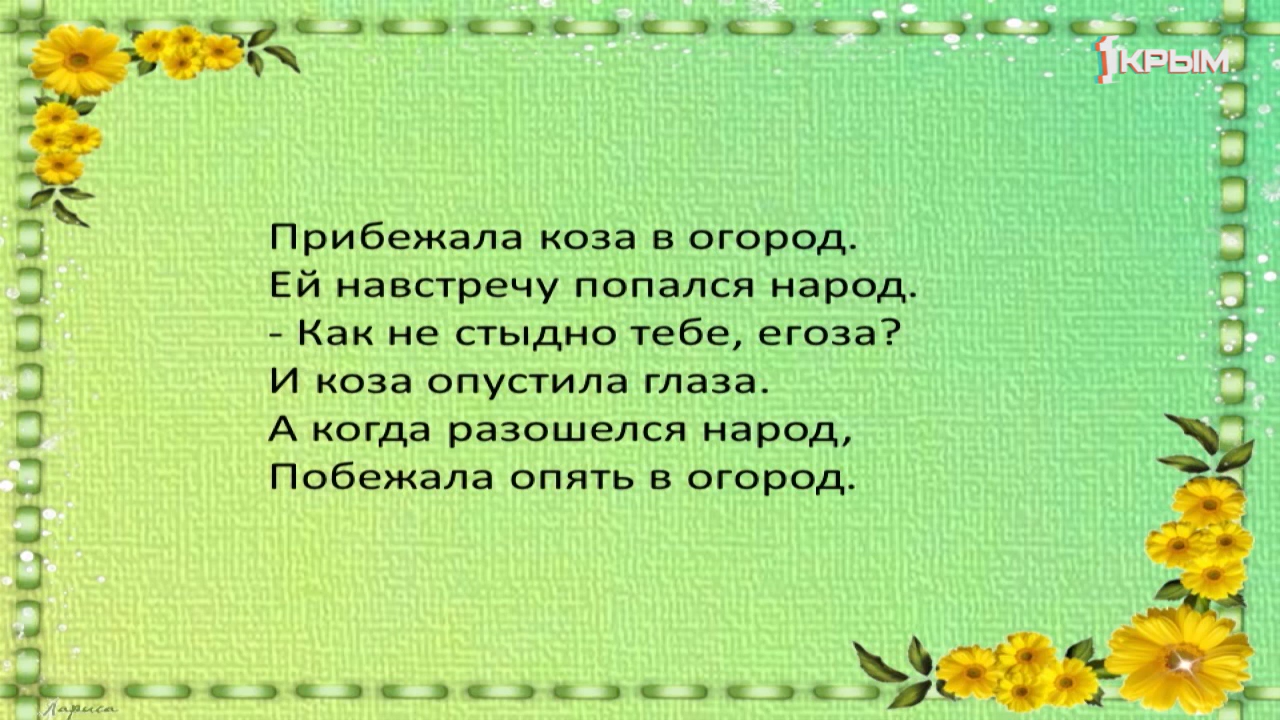 1КРЫМ
Прибежала коза в огород.
Ей навстречу попался народ.
- Как не стыдно тебе, егоза?
И коза опустила глаза.
А когда разошелся народ,
Побежала опять в огород.
Лариса